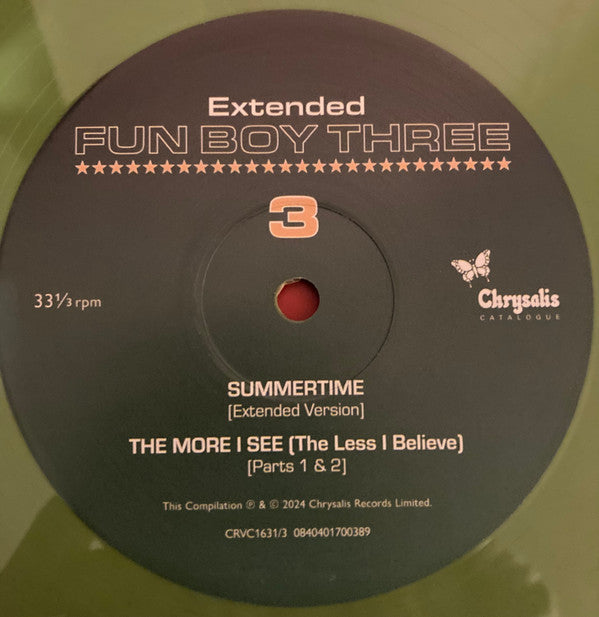 Extended
FUN BOY THREE
★★★★★★★★★★★★★★★★★★★★★★★★★★★
3
33⅓ rpm
Chrysalis
CATALOGUE
SUMMERTIME
[Extended Version]
THE MORE I SEE (The Less I Believe)
[Parts 1 & 2]
This Compilation ℗ & © 2024 Chrysalis Records Limited.
CRVC1631/3 0840401700389